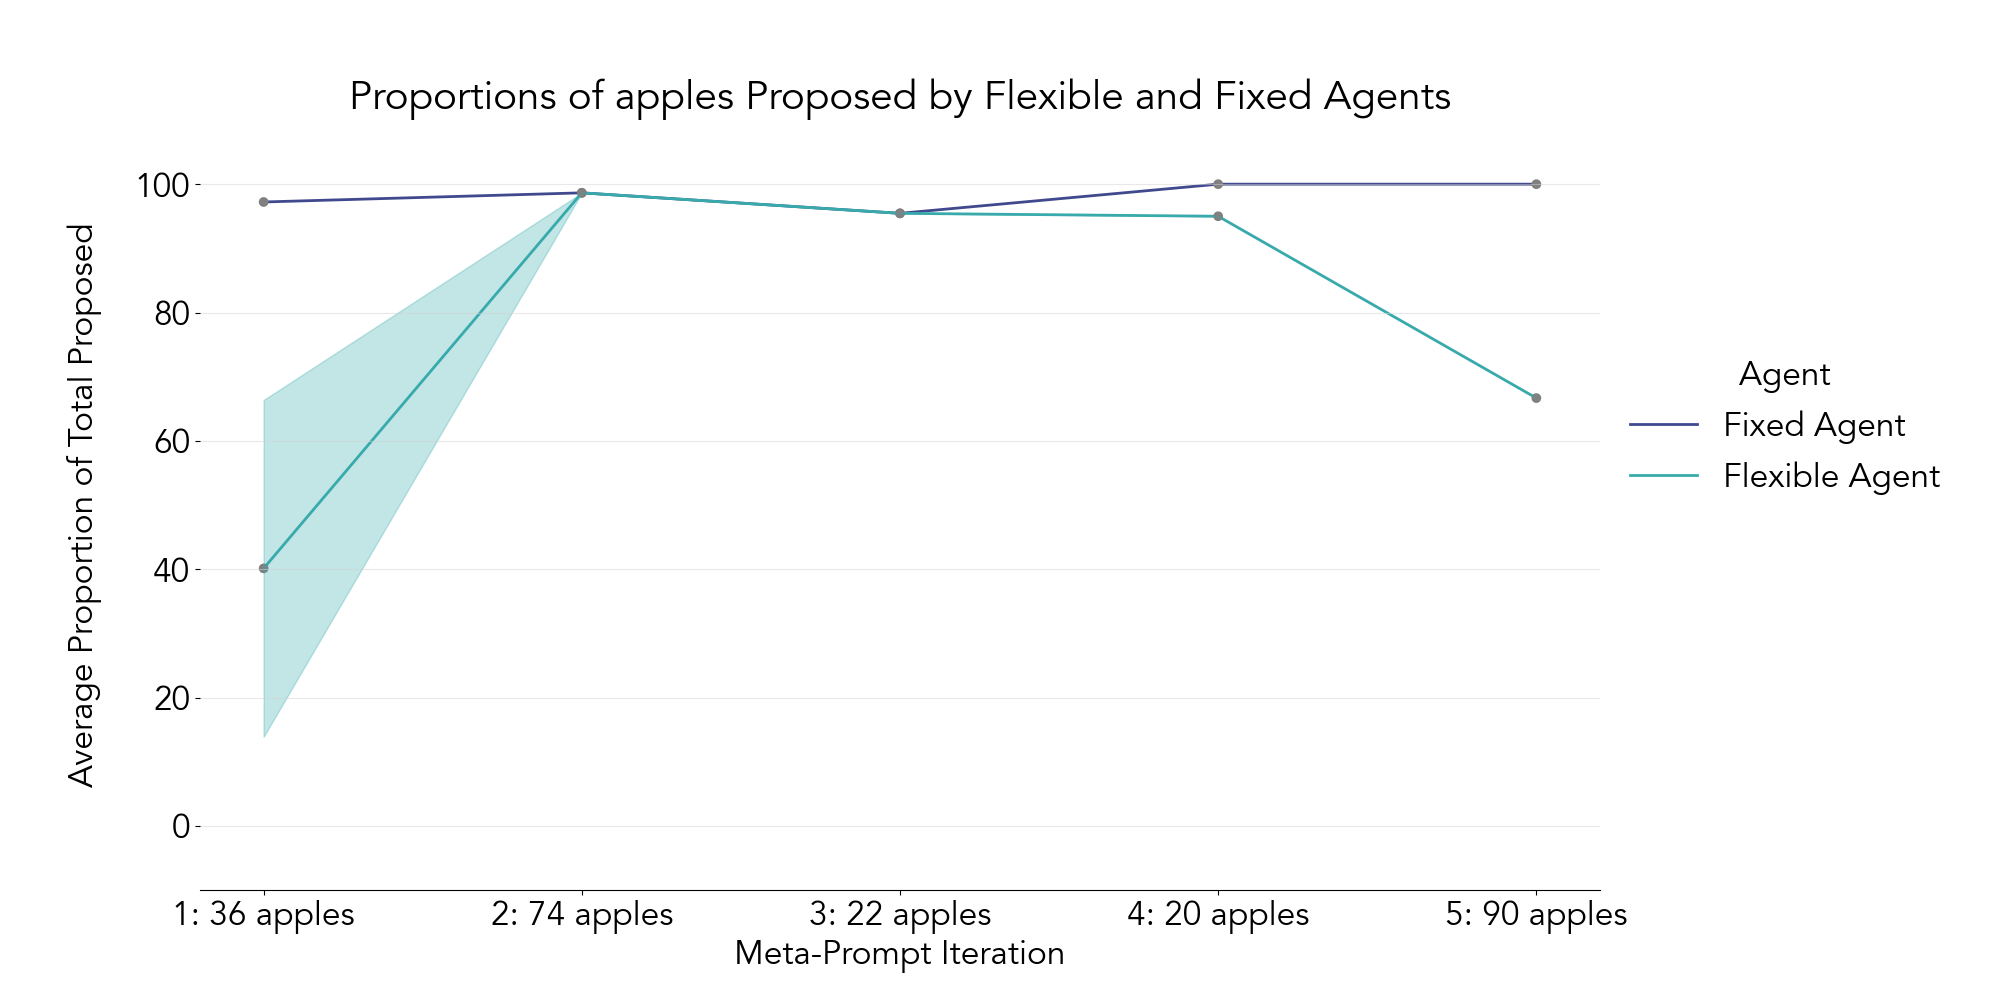 Proportions of apples Proposed by Flexible and Fixed Agents
Average Proportion of Total Proposed
100
80
60
40
20
0
1: 36 apples
2: 74 apples
3: 22 apples
4: 20 apples
5: 90 apples
Meta-Prompt Iteration
Agent
Fixed Agent
Flexible Agent